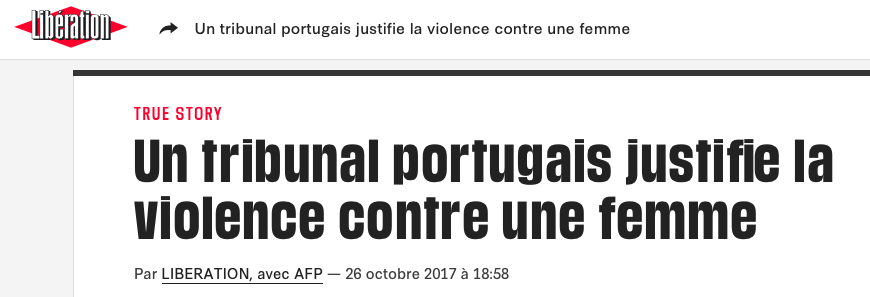 Libération
Un tribunal portugais justifie la violence contre une femme
TRUE STORY
Un tribunal portugais justifie la
violence contre une femme
Par LIBERATION, avec AFP — 26 octobre 2017 à 18:58